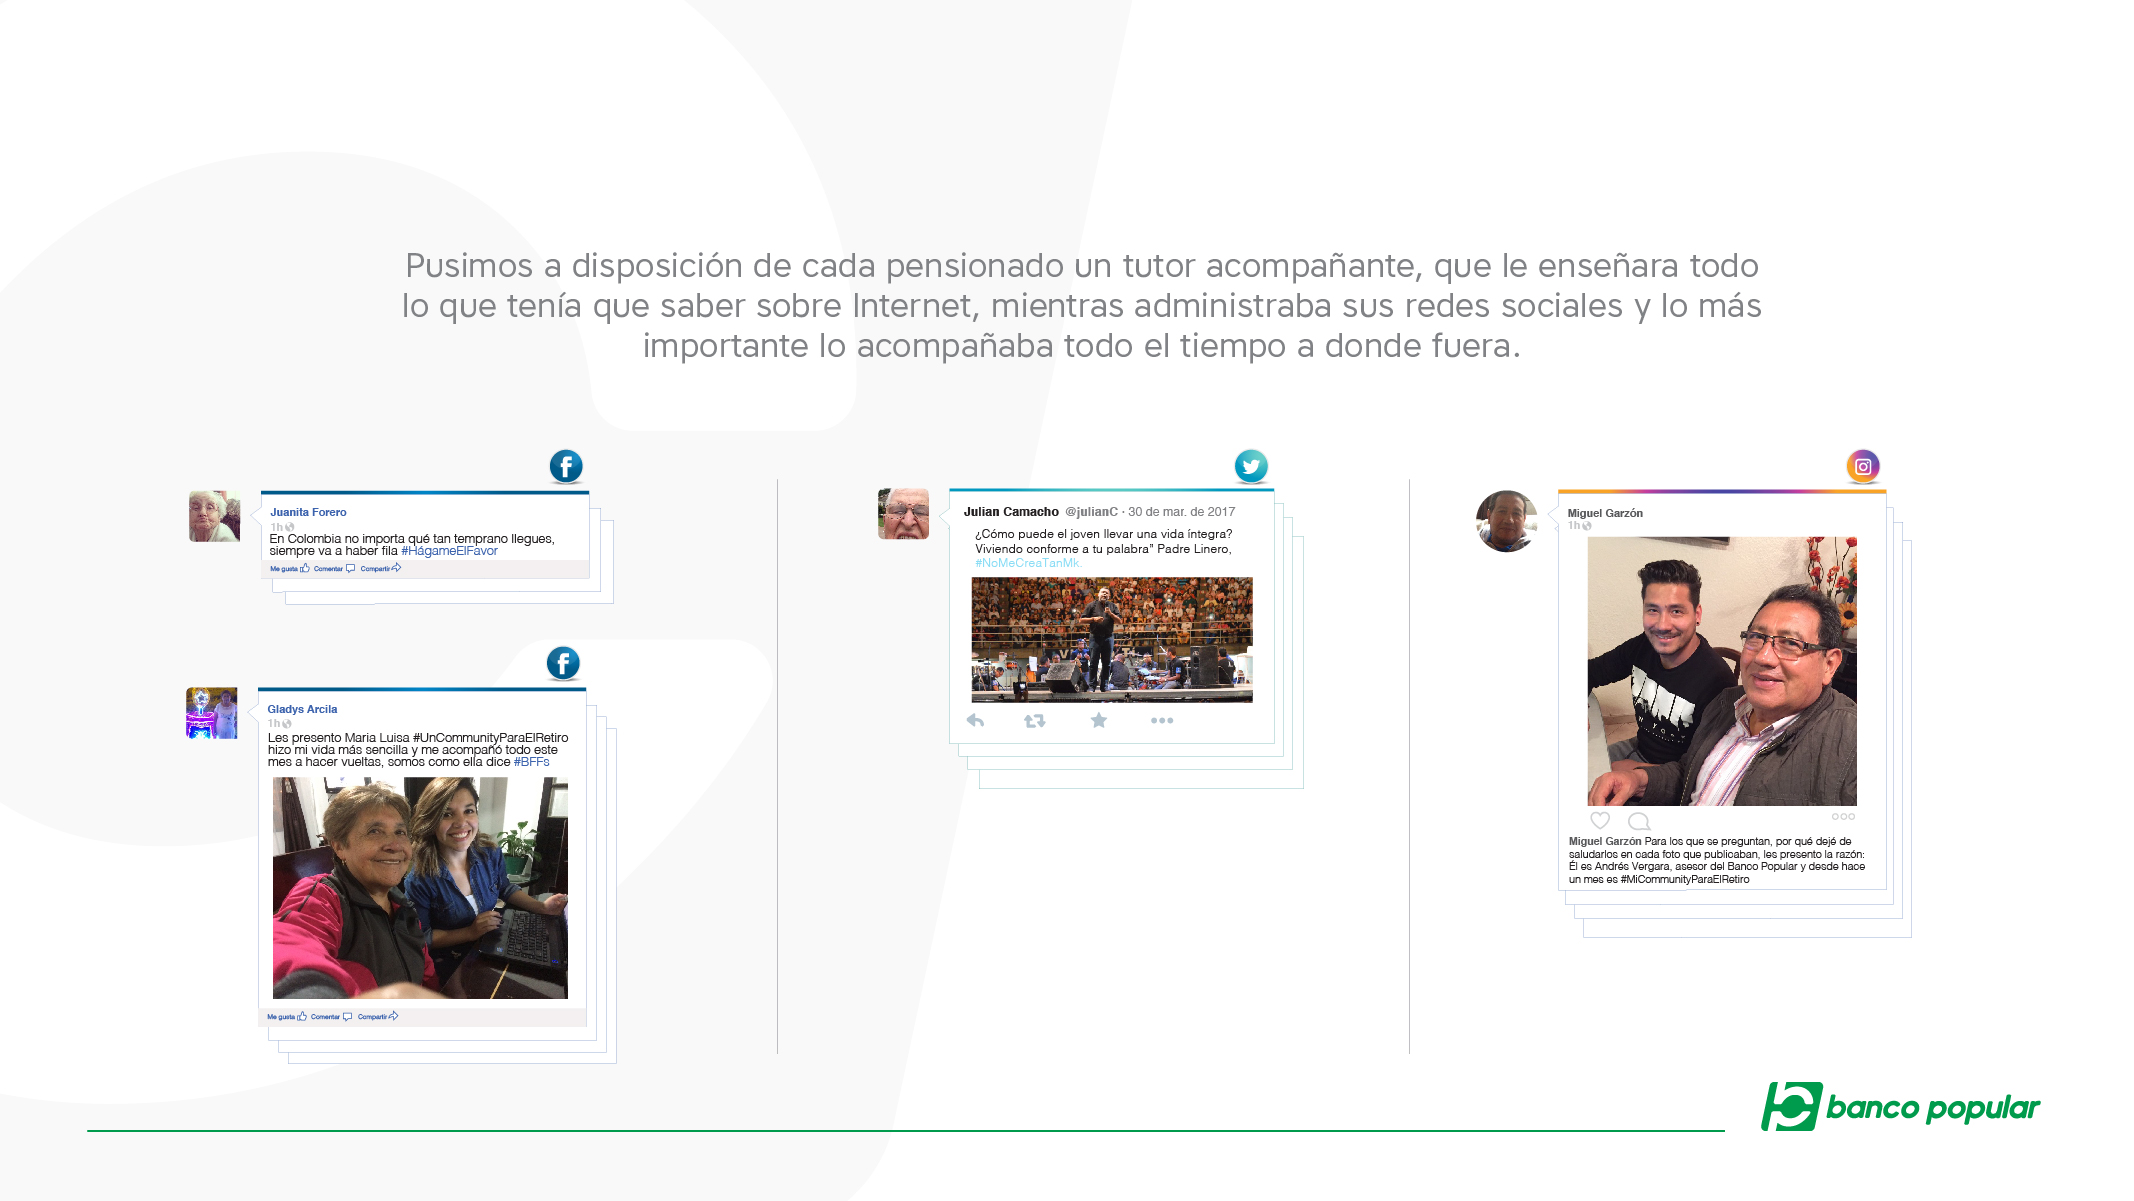 Pusimos a disposición de cada pensionado un tutor acompañante, que le enseñara todo
lo que tenía que saber sobre Internet, mientras administraba sus redes sociales y lo más
importante lo acompañaba todo el tiempo a donde fuera.
Juanita Forero
1h
En Colombia no importa qué tan temprano llegues,
siempre va a haber fila #HágameElFavor
Me gusta Comentar Compartir
Gladys Arcila
1h
Les presento Maria Luisa #UnCommunityParaElRetiro
hizo mi vida más sencilla y me acompañó todo este
mes a hacer vueltas, somos como ella dice #BFFs
Me gusta Comentar Compartir
Julian Camacho @julianC · 30 de mar. de 2017
¿Cómo puede el joven llevar una vida íntegra?
Viviendo conforme a tu palabra” Padre Linero,
#NoMeCreaTanMk.
Miguel Garzón
1h
Miguel Garzón Para los que se preguntan, por qué dejé de
saludarlos en cada foto que publicaban, les presento la razón:
Él es Andrés Vergara, asesor del Banco Popular y desde hace
un mes es #MiCommunityParaElRetiro
banco popular